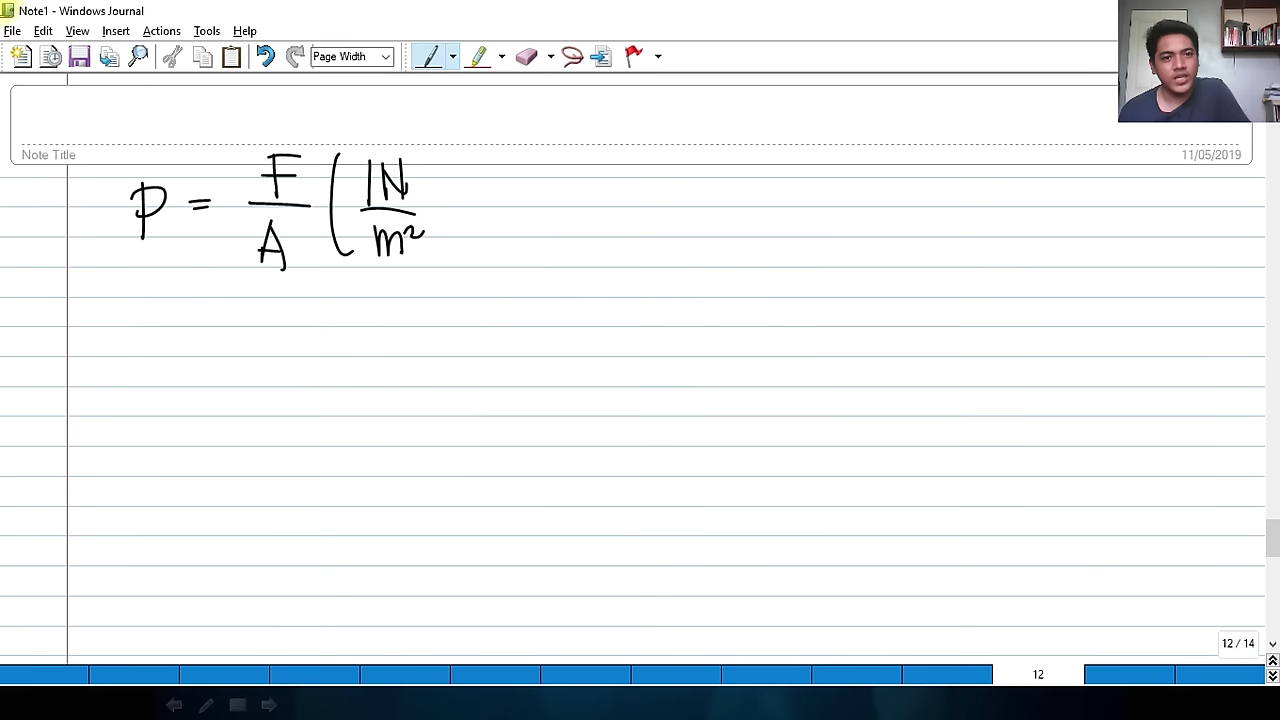 Note1 - Windows Journal
File Edit View Insert Actions Tools Help
Page Width
Note Title
11/05/2019
P = F/A ( 1N/m²
12 / 14
12